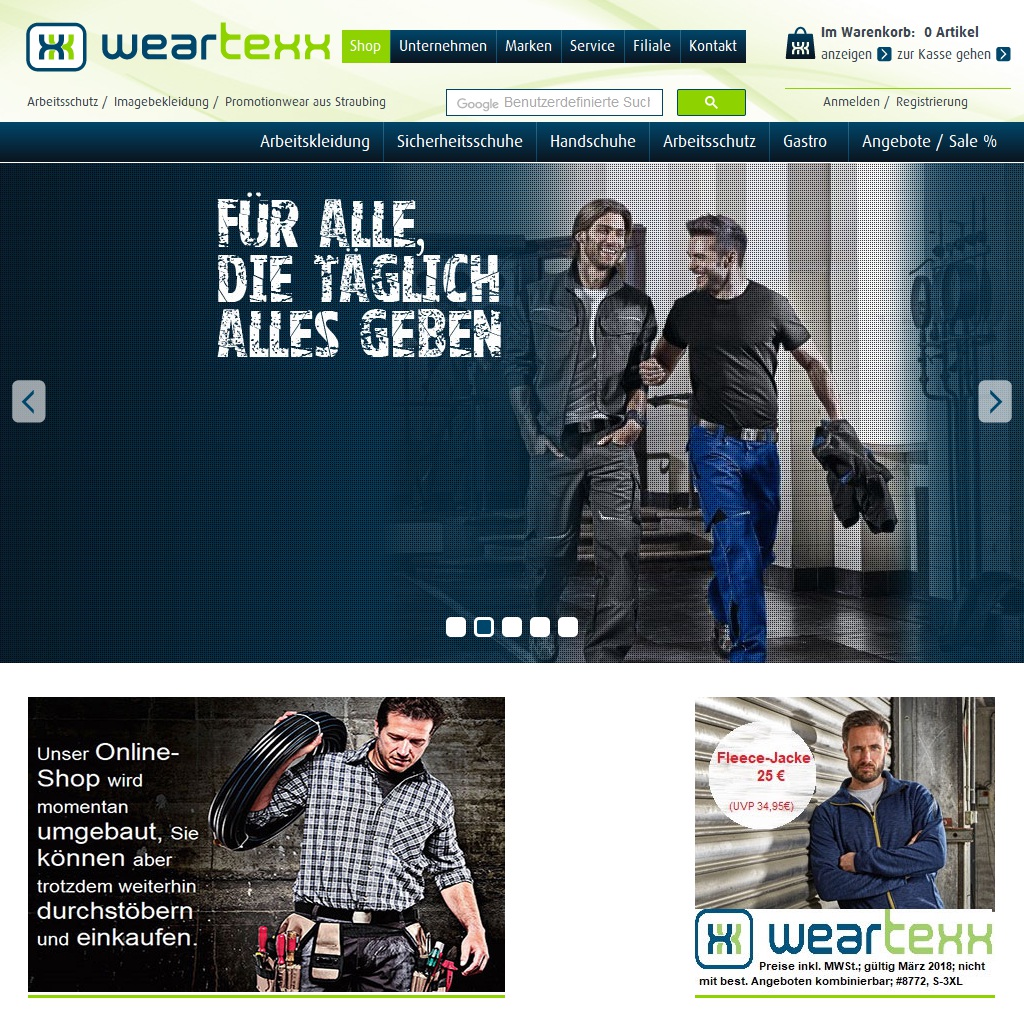 weartexx
Shop Unternehmen Marken Service Filiale Kontakt
Im Warenkorb: 0 Artikel
anzeigen zur Kasse gehen
Arbeitsschutz / Imagebekleidung / Promotionwear aus Straubing
Google Benutzerdefinierte Suc
Anmelden / Registrierung
Arbeitskleidung Sicherheitsschuhe Handschuhe Arbeitsschutz Gastro Angebote / Sale %
FÜR ALLE,
DIE TÄGLICH
ALLES GEBEN
Unser Online-
Shop wird
momentan
umgebaut, Sie
können aber
trotzdem weiterhin
durchstöbern
und einkaufen.
Fleece-Jacke
25 €
(UVP 34,95€)
weartexx
Preise inkl. MWSt.; gültig März 2018; nicht
mit best. Angeboten kombinierbar; #8772, S-3XL